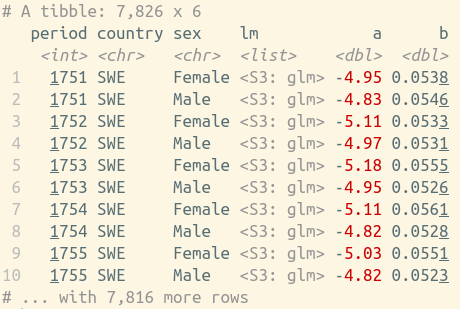 # A tibble: 7,826 x 6
period country sex lm a b
<int> <chr> <chr> <list> <dbl> <dbl>
1 1751 SWE Female <S3: glm> -4.95 0.0538
2 1751 SWE Male <S3: glm> -4.83 0.0546
3 1752 SWE Female <S3: glm> -5.11 0.0533
4 1752 SWE Male <S3: glm> -4.97 0.0531
5 1753 SWE Female <S3: glm> -5.18 0.0555
6 1753 SWE Male <S3: glm> -4.95 0.0526
7 1754 SWE Female <S3: glm> -5.11 0.0561
8 1754 SWE Male <S3: glm> -4.82 0.0528
9 1755 SWE Female <S3: glm> -5.03 0.0551
10 1755 SWE Male <S3: glm> -4.82 0.0523
# ... with 7,816 more rows